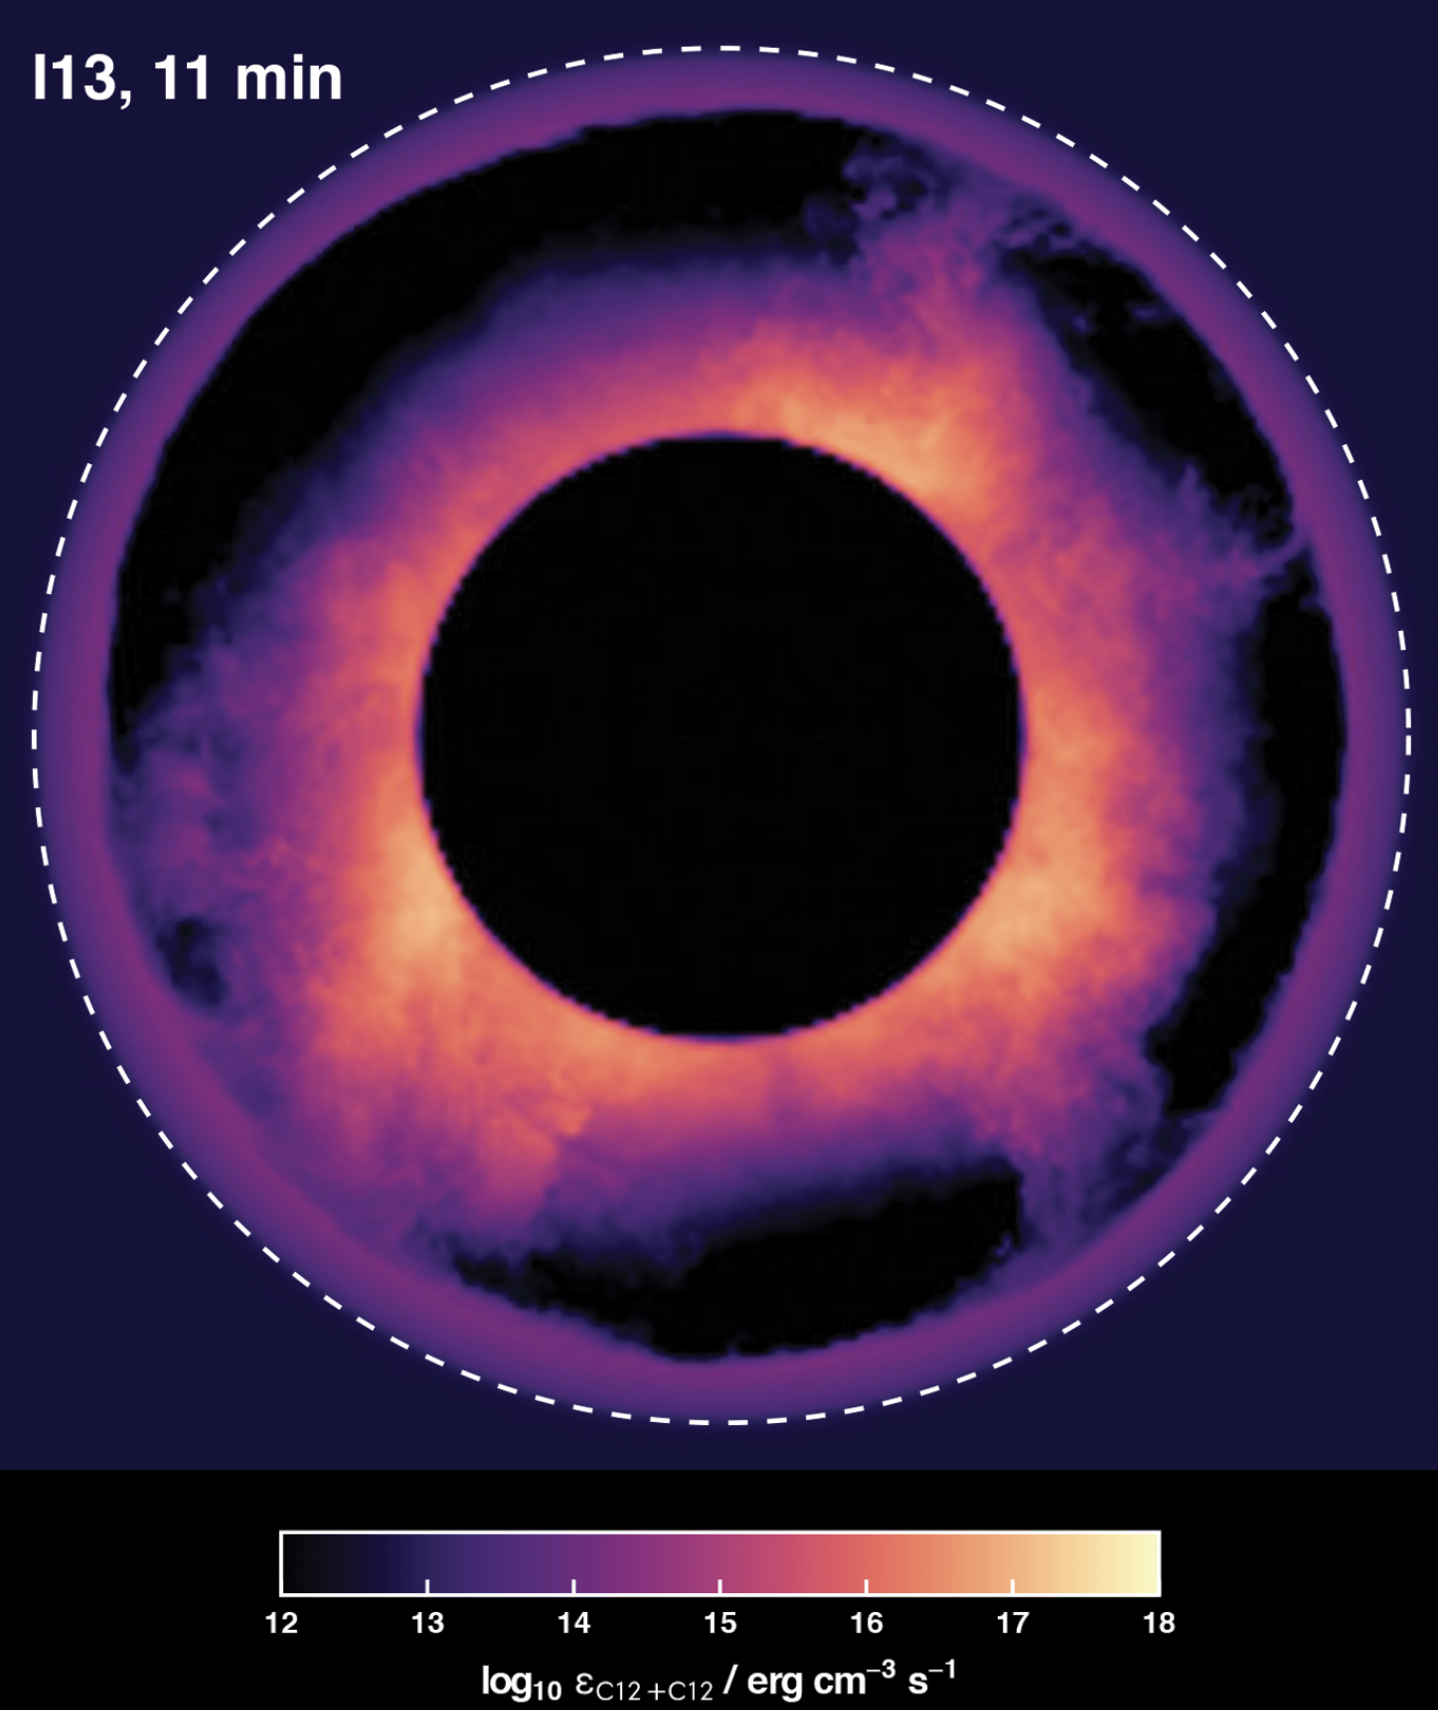 I13, 11 min
12 13 14 15 16 17 18
log₁₀ εC12+C12 / erg cm⁻³ s⁻¹